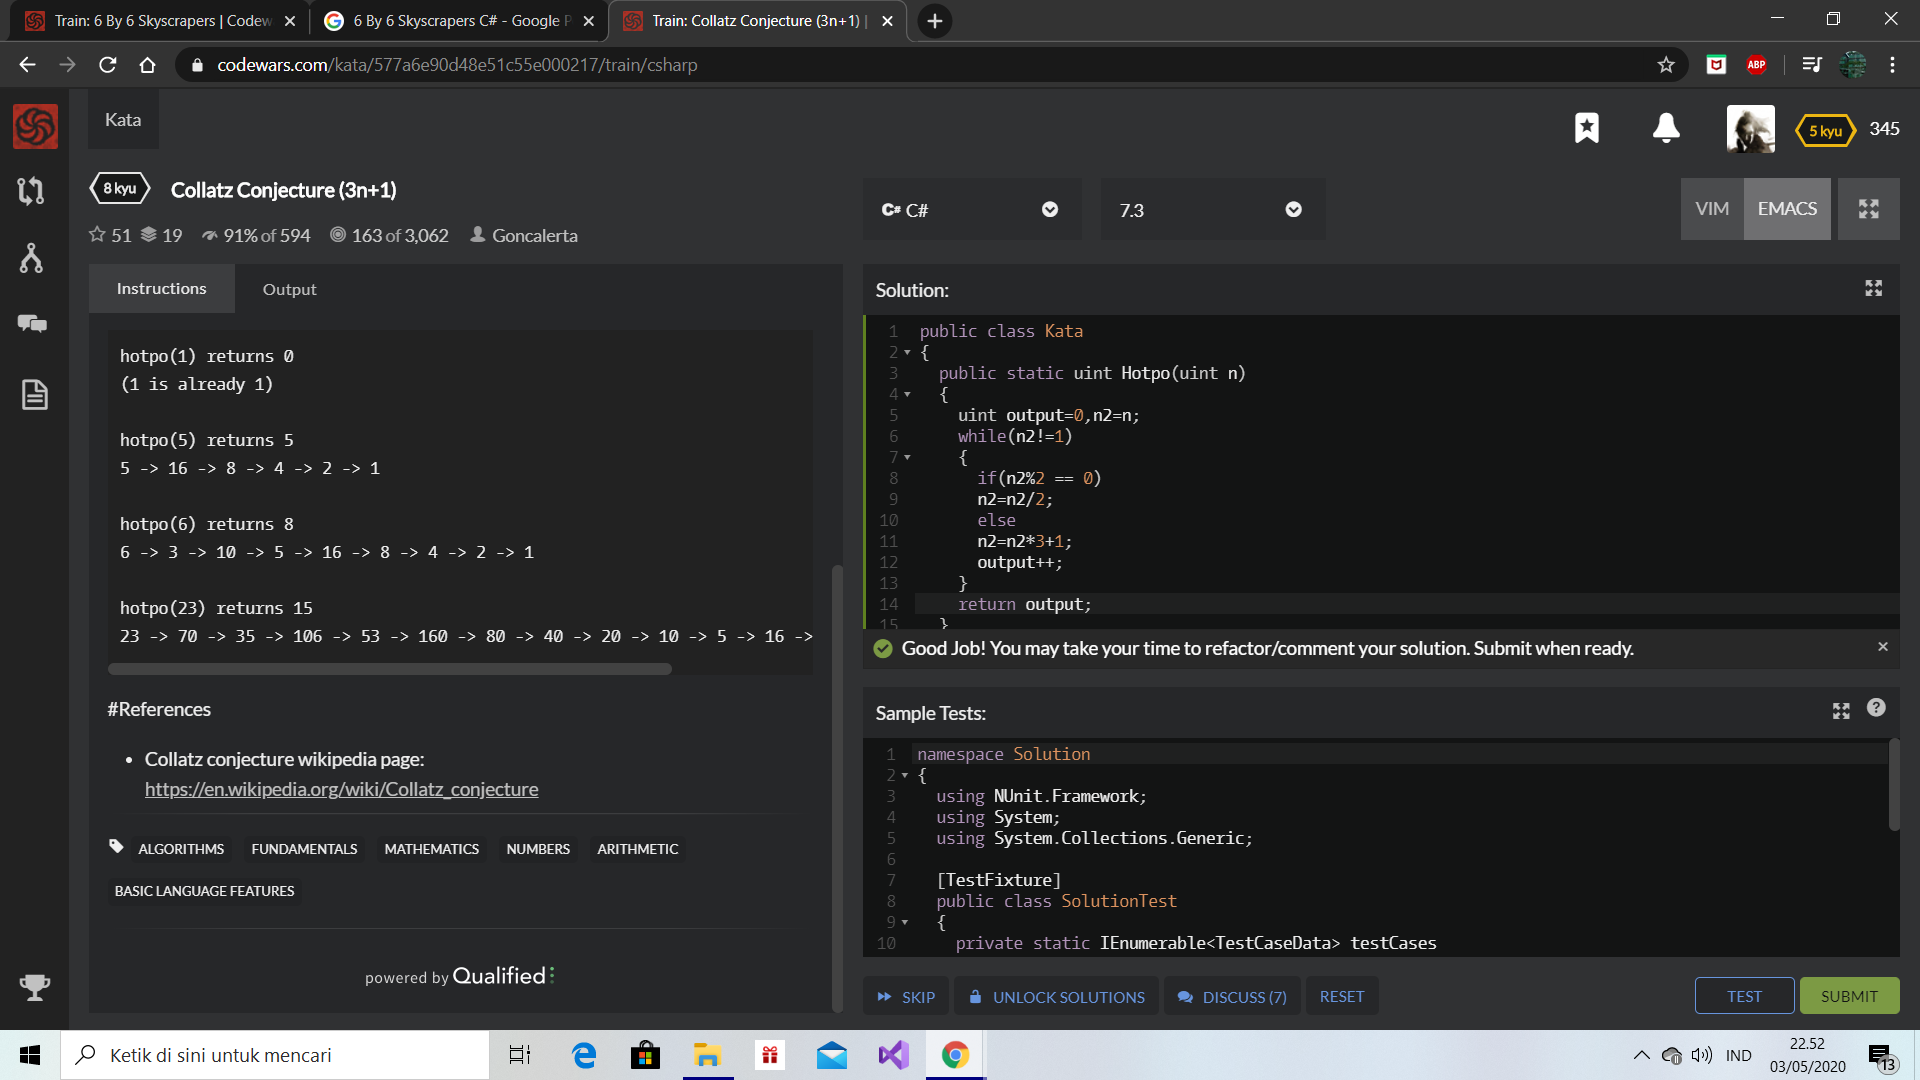 Train: 6 By 6 Skyscrapers | Codew
6 By 6 Skyscrapers C# - Google P
Train: Collatz Conjecture (3n+1) |
codewars.com/kata/577a6e90d48e51c55e000217/train/csharp
ABP
Kata
5 kyu
345
8 kyu
Collatz Conjecture (3n+1)
51
19
91% of 594
163 of 3,062
Goncalerta
C# C#
7.3
VIM
EMACS
Instructions
Output
hotpo(1) returns 0
(1 is already 1)
hotpo(5) returns 5
5 -> 16 -> 8 -> 4 -> 2 -> 1
hotpo(6) returns 8
6 -> 3 -> 10 -> 5 -> 16 -> 8 -> 4 -> 2 -> 1
hotpo(23) returns 15
23 -> 70 -> 35 -> 106 -> 53 -> 160 -> 80 -> 40 -> 20 -> 10 -> 5 -> 16 ->
#References
• Collatz conjecture wikipedia page:
https://en.wikipedia.org/wiki/Collatz_conjecture
ALGORITHMS
FUNDAMENTALS
MATHEMATICS
NUMBERS
ARITHMETIC
BASIC LANGUAGE FEATURES
powered by Qualified
Solution:
1 public class Kata
2 {
3 public static uint Hotpo(uint n)
4 {
5 uint output=0,n2=n;
6 while(n2!=1)
7 {
8 if(n2%2 == 0)
9 n2=n2/2;
10 else
11 n2=n2*3+1;
12 output++;
13 }
14 return output;
15 }
Good Job! You may take your time to refactor/comment your solution. Submit when ready.
Sample Tests:
1 namespace Solution
2 {
3 using NUnit.Framework;
4 using System;
5 using System.Collections.Generic;
6
7 [TestFixture]
8 public class SolutionTest
9 {
10 private static IEnumerable<TestCaseData> testCases
SKIP
UNLOCK SOLUTIONS
DISCUSS (7)
RESET
TEST
SUBMIT
Ketik di sini untuk mencari
IND
22.52
03/05/2020
13